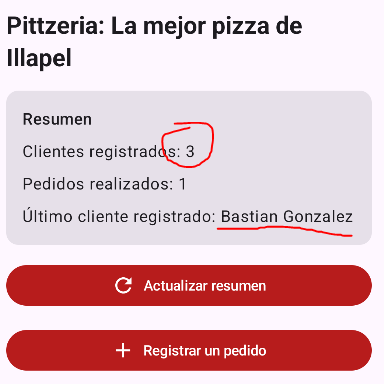 Pittzeria: La mejor pizza de
Illapel
Resumen
Clientes registrados: 3
Pedidos realizados: 1
Último cliente registrado: Bastian Gonzalez
Actualizar resumen
Registrar un pedido